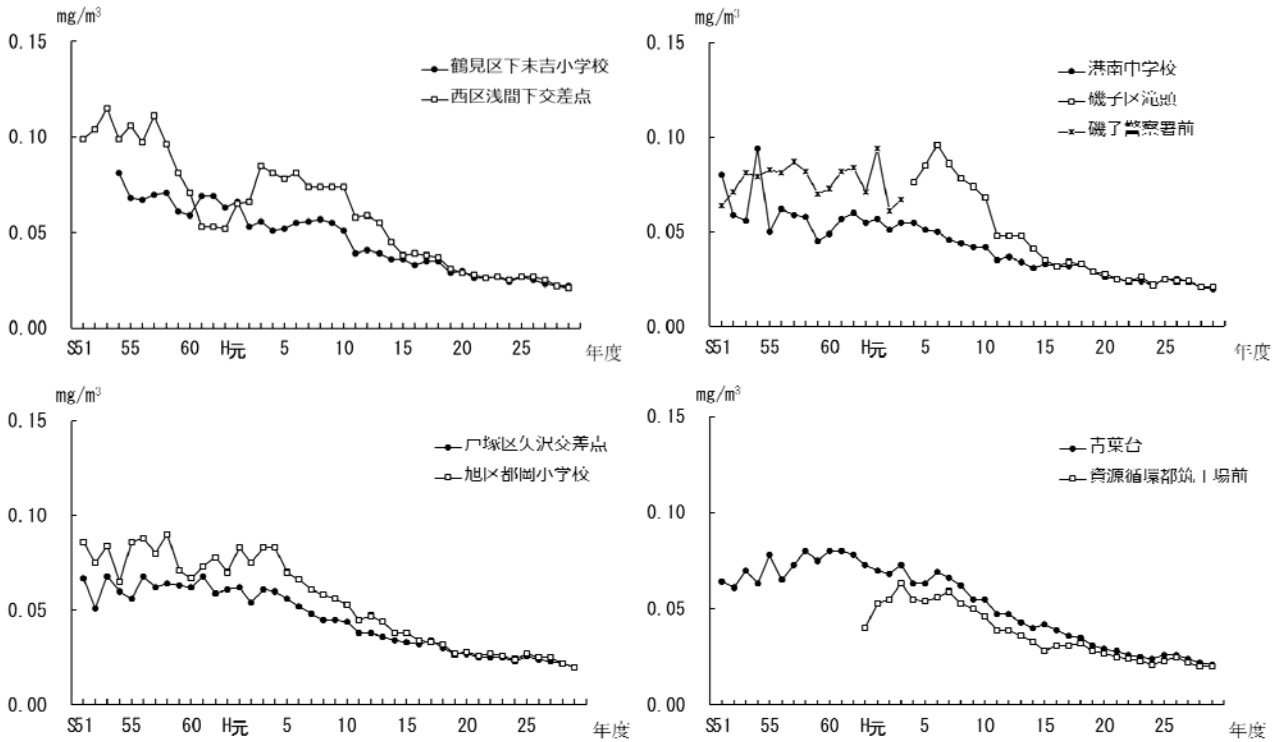 mg/m³
0.15
0.10
0.05
0.00
S51 55 60 H元 5 10 15 20 25 年度
鶴見区下末吉小学校
西区浅間下交差点
mg/m³
0.15
0.10
0.05
0.00
S51 55 60 H元 5 10 15 20 25 年度
港南中学校
磯子区滝頭
磯子警察署前
mg/m³
0.15
0.10
0.05
0.00
S51 55 60 H元 5 10 15 20 25 年度
戸塚区矢沢交差点
旭区都岡小学校
mg/m³
0.15
0.10
0.05
0.00
S51 55 60 H元 5 10 15 20 25 年度
青葉台
資源循環都筑工場前